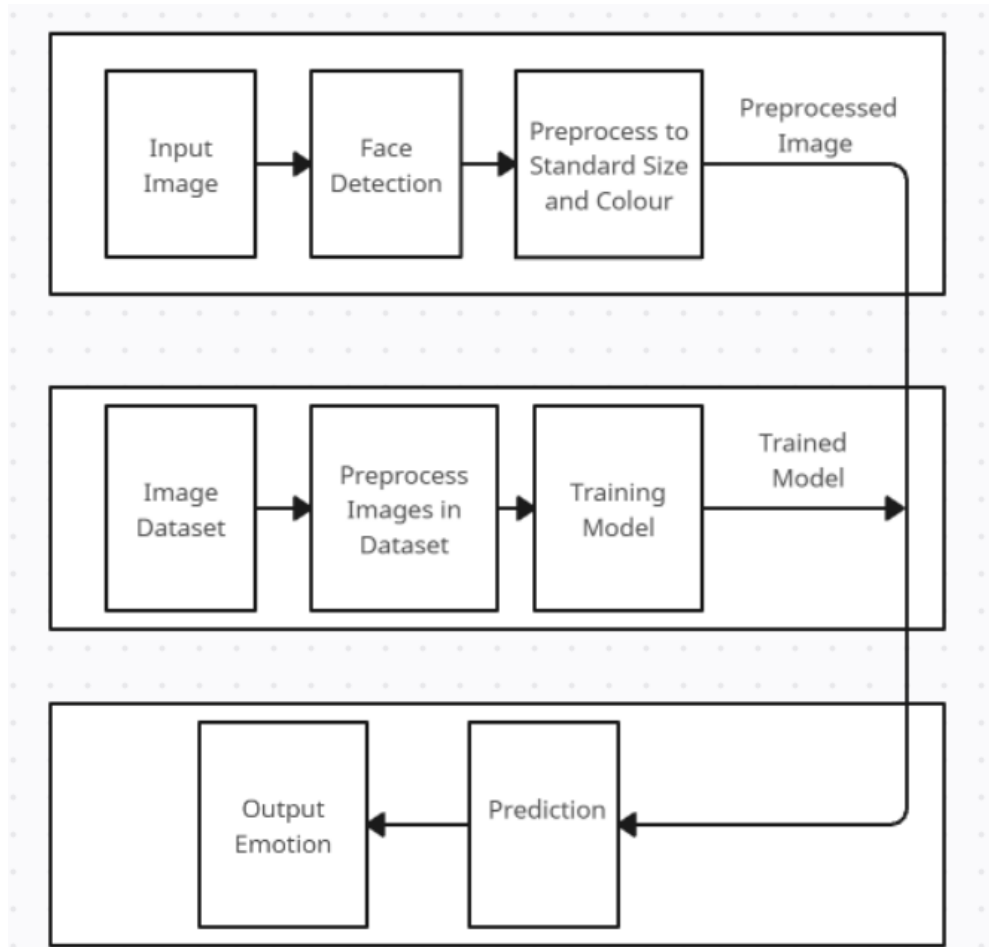 Input
Image
Face
Detection
Preprocess to
Standard Size
and Colour
Preprocessed
Image
Image
Dataset
Preprocess
Images in
Dataset
Training
Model
Trained
Model
Output
Emotion
Prediction